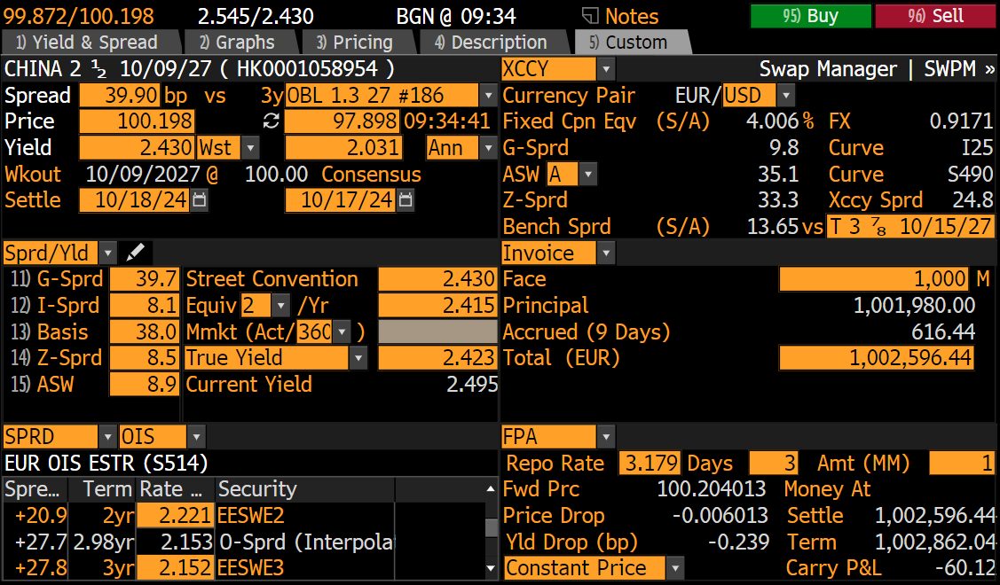 99.872/100.198 2.545/2.430 BGN @ 09:34 Notes 95) Buy 96) Sell
1) Yield & Spread 2) Graphs 3) Pricing 4) Description 5) Custom
CHINA 2 ½ 10/09/27 ( HK0001058954 ) XCCY Swap Manager | SWPM »
Spread 39.90 bp vs 3y OBL 1.3 27 #186 Currency Pair EUR/ USD
Price 100.198 97.898 09:34:41 Fixed Cpn Eqv (S/A) 4.006 % FX 0.9171
Yield 2.430 Wst 2.031 Ann G-Sprd 9.8 Curve I25
Wkout 10/09/2027 @ 100.00 Consensus ASW A 35.1 Curve S490
Settle 10/18/24 10/17/24 Z-Sprd 33.3 Xccy Sprd 24.8
Bench Sprd (S/A) 13.65 vs T 3 ⅞ 10/15/27
Sprd/Yld Invoice
11) G-Sprd 39.7 Street Convention 2.430 Face 1,000 M
12) I-Sprd 8.1 Equiv 2 /Yr 2.415 Principal 1,001,980.00
13) Basis 38.0 Mmkt (Act/ 360 ) Accrued (9 Days) 616.44
14) Z-Sprd 8.5 True Yield 2.423 Total (EUR) 1,002,596.44
15) ASW 8.9 Current Yield 2.495
SPRD OIS FPA
EUR OIS ESTR (S514) Repo Rate 3.179 Days 3 Amt (MM) 1
Spre... Term Rate ... Security Fwd Prc 100.204013 Money At
+20.9 2yr 2.221 EESWE2 Price Drop -0.006013 Settle 1,002,596.44
+27.7 2.98yr 2.153 O-Sprd (Interpola Yld Drop (bp) -0.239 Term 1,002,862.04
+27.8 3yr 2.152 EESWE3 Constant Price Carry P&L -60.12